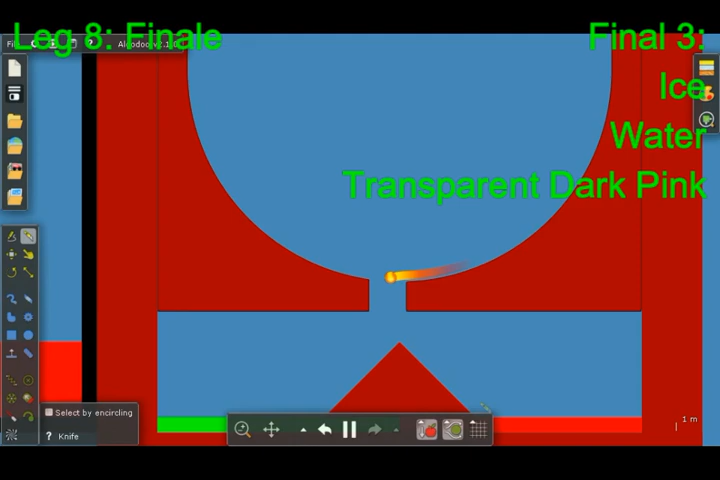 Leg 8: Finale
Final 3:
Ice
Water
Transparent Dark Pink
Select by encircling
? Knife
1 m